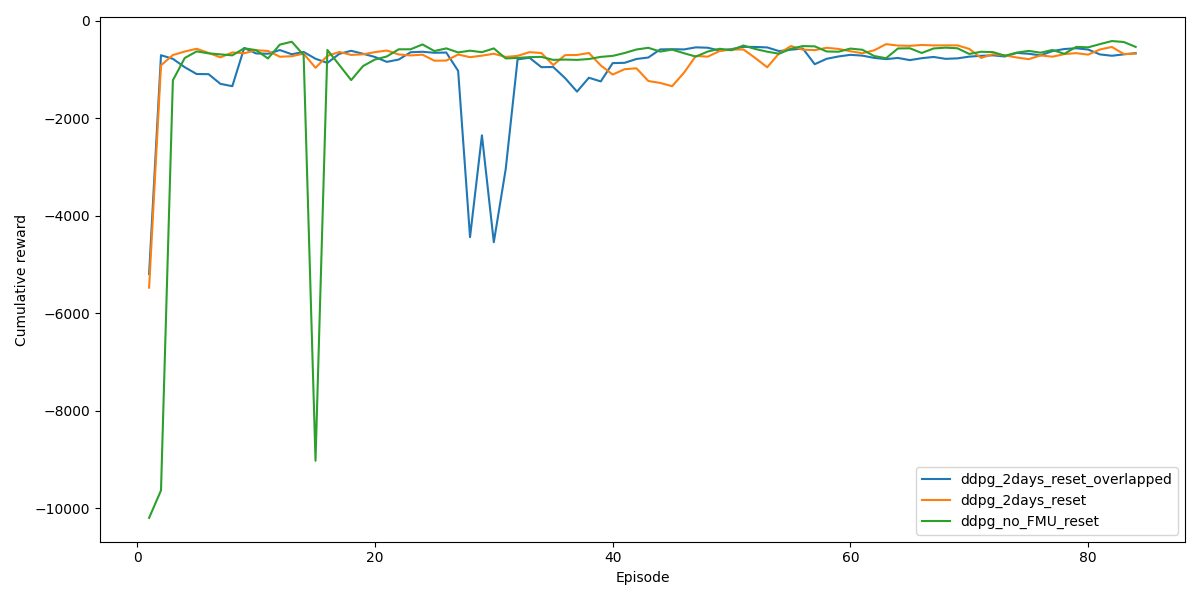 0
−2000
−4000
−6000
−8000
−10000
Cumulative reward
0 20 40 60 80
Episode
ddpg_2days_reset_overlapped
ddpg_2days_reset
ddpg_no_FMU_reset